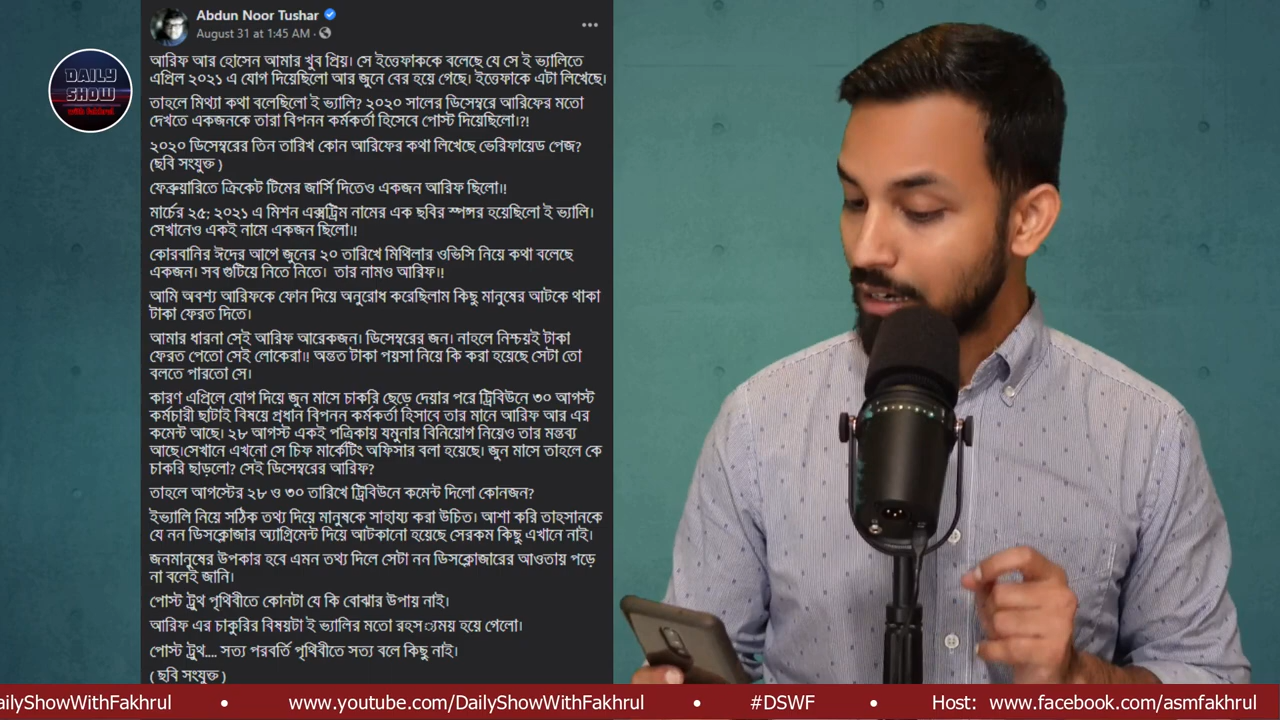 Abdun Noor Tushar
August 31 at 1:45 AM ·
আরিফ আর হোসেন আমার খুব প্রিয়। সে ইত্তেফাককে বলেছে যে সে ই ভ্যালিতে
এপ্রিল ২০২১ এ যোগ দিয়েছিলো আর জুনে বের হয়ে গেছে। ইত্তেফাকে এটা লিখেছে।
তাহলে মিথ্যা কথা বলেছিলো ই ভ্যালি? ২০২০ সালের ডিসেম্বরে আরিফের মতো
দেখতে একজনকে তারা বিপনন কর্মকর্তা হিসেবে পোস্ট দিয়েছিলো।?!
২০২০ ডিসেম্বরের তিন তারিখ কোন আরিফের কথা লিখেছে ভেরিফায়েড পেজ?
(ছবি সংযুক্ত )
ফেব্রুয়ারিতে ক্রিকেট টিমের জার্সি দিতেও একজন আরিফ ছিলো।!
মার্চের ২৫; ২০২১ এ মিশন এক্সট্রিম নামের এক ছবির স্পন্সর হয়েছিলো ই ভ্যালি।
সেখানেও একই নামে একজন ছিলো।!
কোরবানির ঈদের আগে জুনের ২০ তারিখে মিথিলার ওভিসি নিয়ে কথা বলেছে
একজন। সব গুটিয়ে নিতে নিতে। তার নামও আরিফ।!
আমি অবশ্য আরিফকে ফোন দিয়ে অনুরোধ করেছিলাম কিছু মানুষের আটকে থাকা
টাকা ফেরত দিতে।
আমার ধারনা সেই আরিফ আরেকজন। ডিসেম্বরের জন। নাহলে নিশ্চয়ই টাকা
ফেরত পেতো সেই লোকেরা।! অন্তত টাকা পয়সা নিয়ে কি করা হয়েছে সেটা তো
বলতে পারতো সে।
কারণ এপ্রিলে যোগ দিয়ে জুন মাসে চাকরি ছেড়ে দেয়ার পরে ট্রিবিউনে ৩০ আগস্ট
কর্মচারী ছাটাই বিষয়ে প্রধান বিপনন কর্মকর্তা হিসাবে তার মানে আরিফ আর এর
কমেন্ট আছে। ২৮ আগস্ট একই পত্রিকায় যমুনার বিনিয়োগ নিয়েও তার মন্তব্য
আছে।সেখানে এখনো সে চিফ মার্কেটিং অফিসার বলা হয়েছে। জুন মাসে তাহলে কে
চাকরি ছাড়লো? সেই ডিসেম্বরের আরিফ?
তাহলে আগস্টের ২৮ ও ৩০ তারিখে ট্রিবিউনে কমেন্ট দিলো কোনজন?
ইভ্যালি নিয়ে সঠিক তথ্য দিয়ে মানুষকে সাহায্য করা উচিত। আশা করি তাহসানকে
যে নন ডিসক্লোজার অ্যাগ্রিমেন্ট দিয়ে আটকানো হয়েছে সেরকম কিছু এখানে নাই।
জনমানুষের উপকার হবে এমন তথ্য দিলে সেটা নন ডিসক্লোজারের আওতায় পড়ে
না বলেই জানি।
পোস্ট ট্রুথ পৃথিবীতে কোনটা যে কি বোঝার উপায় নাই।
আরিফ এর চাকুরির বিষয়টা ই ভ্যালির মতো রহস্যময় হয়ে গেলো।
পোস্ট ট্রুথ.... সত্য পরবর্তি পৃথিবীতে সত্য বলে কিছু নাই।
( ছবি সংযুক্ত )
DAILY
SHOW
with Fakhrul
ailyShowWithFakhrul • www.youtube.com/DailyShowWithFakhrul • #DSWF • Host: www.facebook.com/asmfakhrul